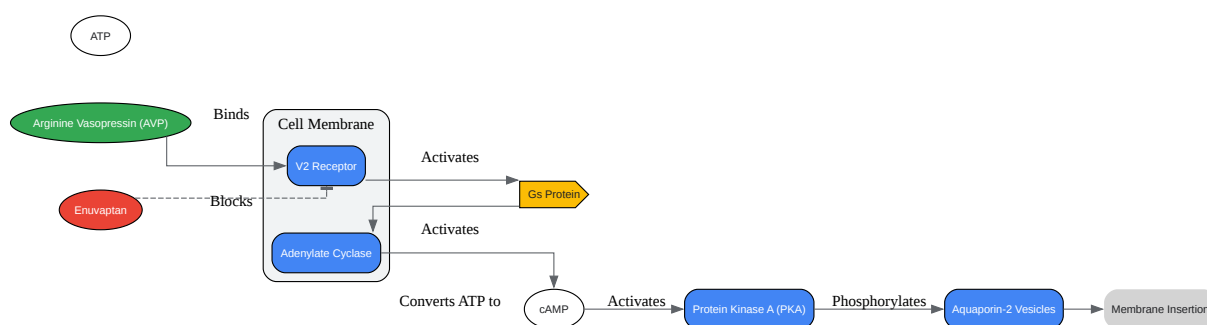 ATP
Arginine Vasopressin (AVP)
Binds
Cell Membrane
V2 Receptor
Activates
Gs Protein
Enuvaptan
Blocks
Activates
Adenylate Cyclase
Converts ATP to
cAMP
Activates
Protein Kinase A (PKA)
Phosphorylates
Aquaporin-2 Vesicles
Membrane Insertion